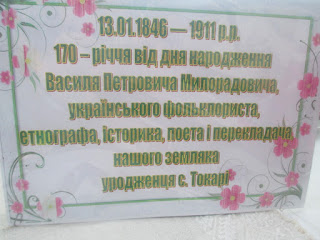 13.01.1846 — 1911 р.р.
170 – річчя від дня народження
Василя Петровича Милорадовича,
українського фольклориста,
етнографа, історика, поета і перекладача,
нашого земляка
уродженця с. Токарі